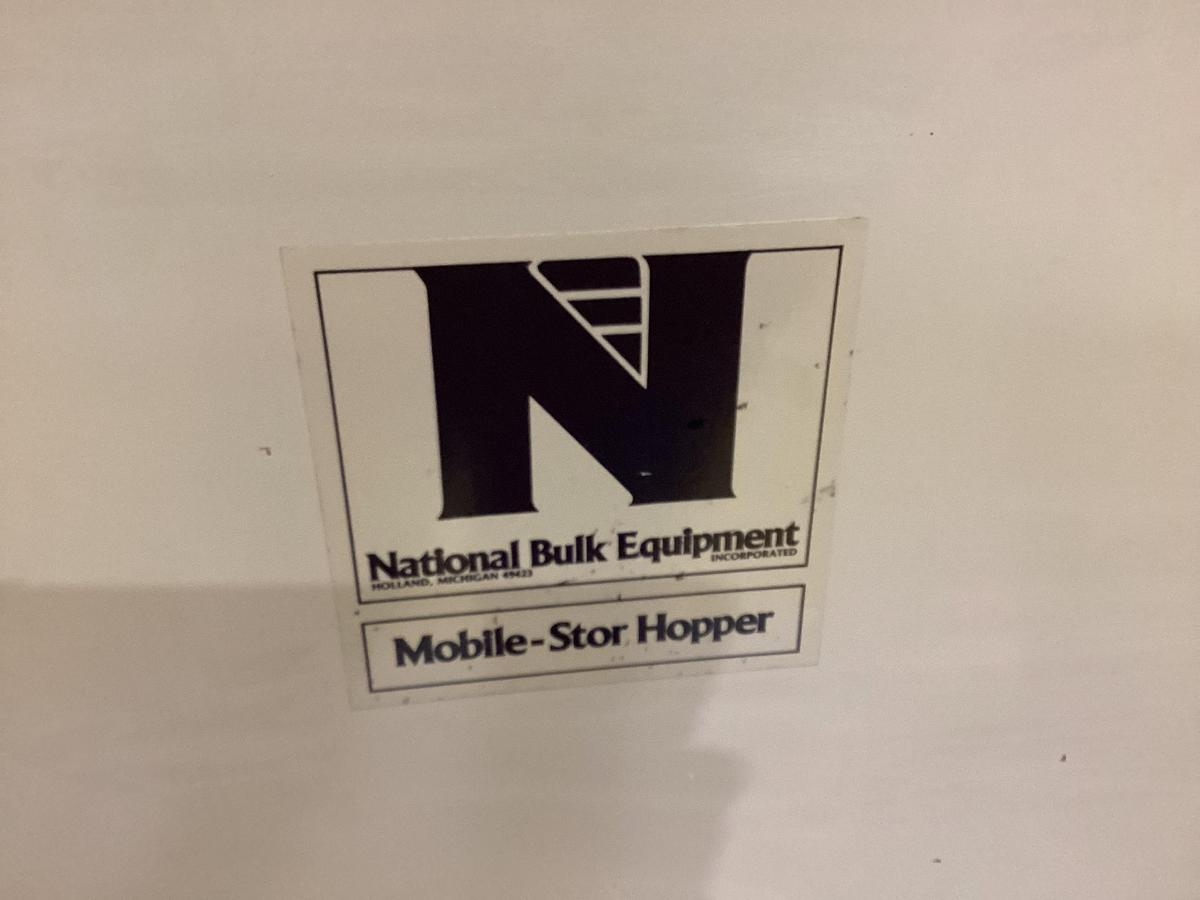 N
National Bulk Equipment
INCORPORATED
HOLLAND, MICHIGAN 49423
Mobile-Stor Hopper